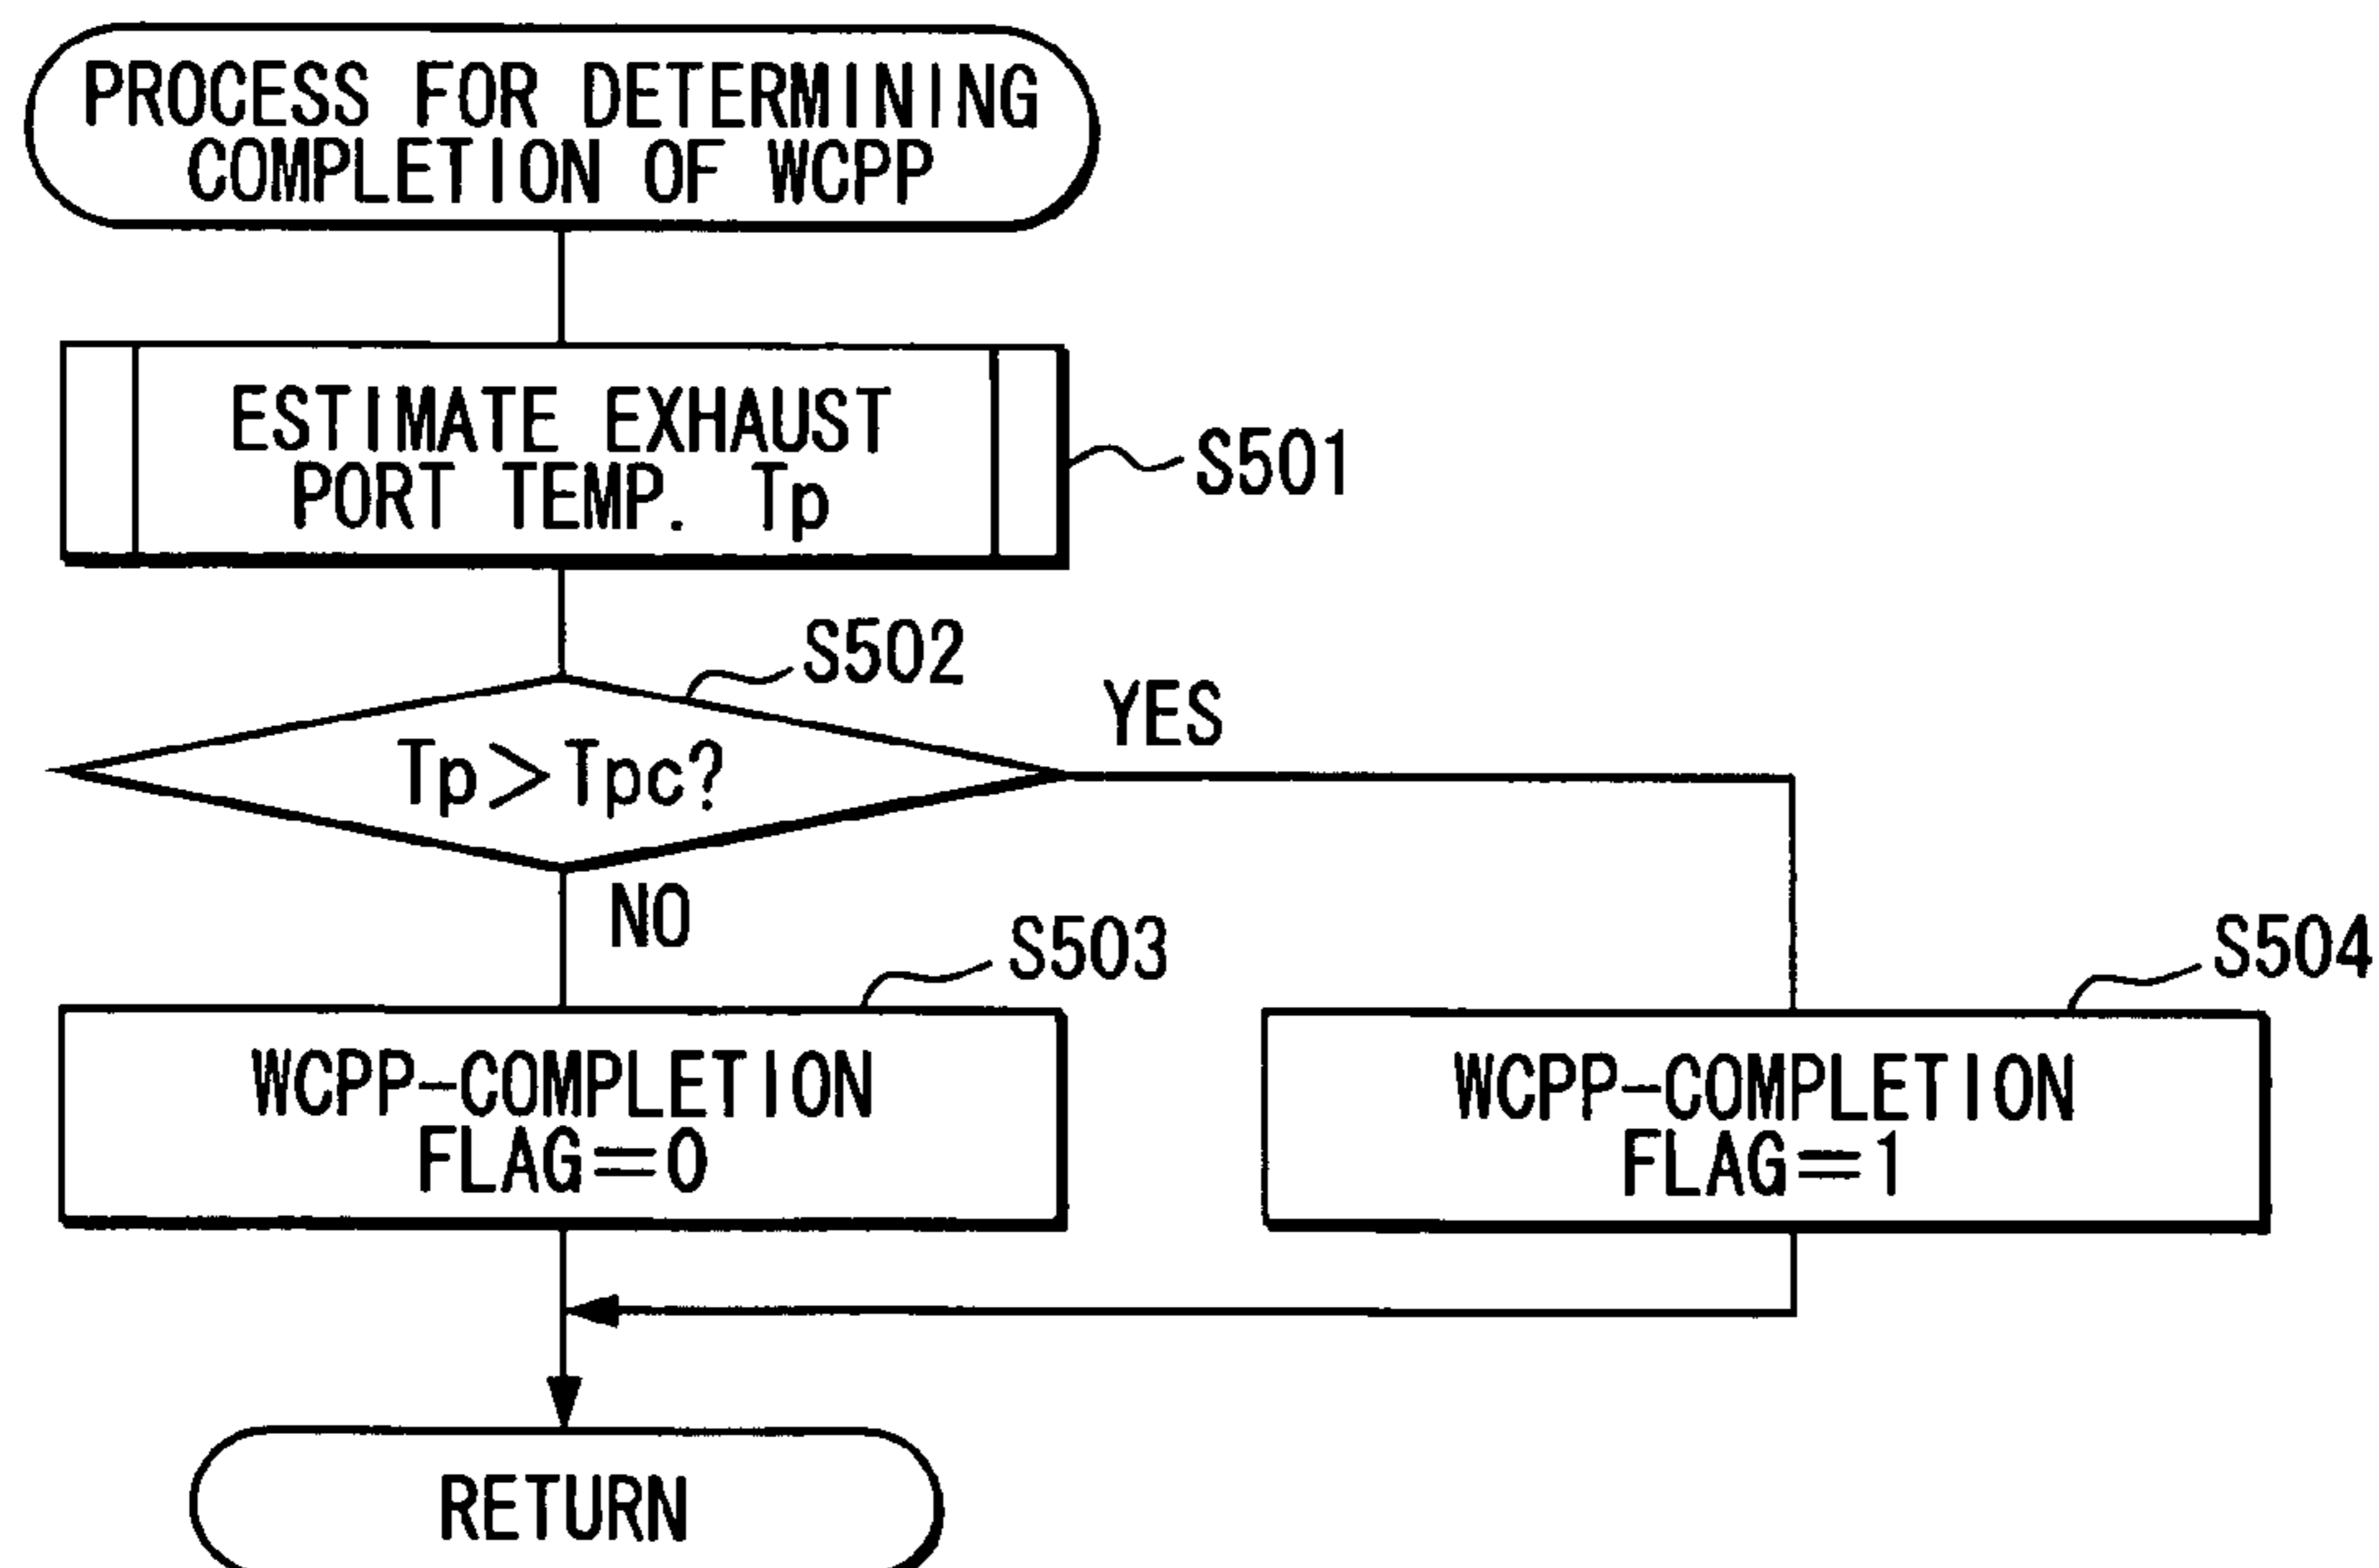 PROCESS FOR DETERMINING
COMPLETION OF WCPP
ESTIMATE EXHAUST
PORT TEMP. Tp
S501
S502
Tp>Tpc?
YES
NO
S503
WCPP-COMPLETION
FLAG=0
S504
WCPP-COMPLETION
FLAG=1
RETURN